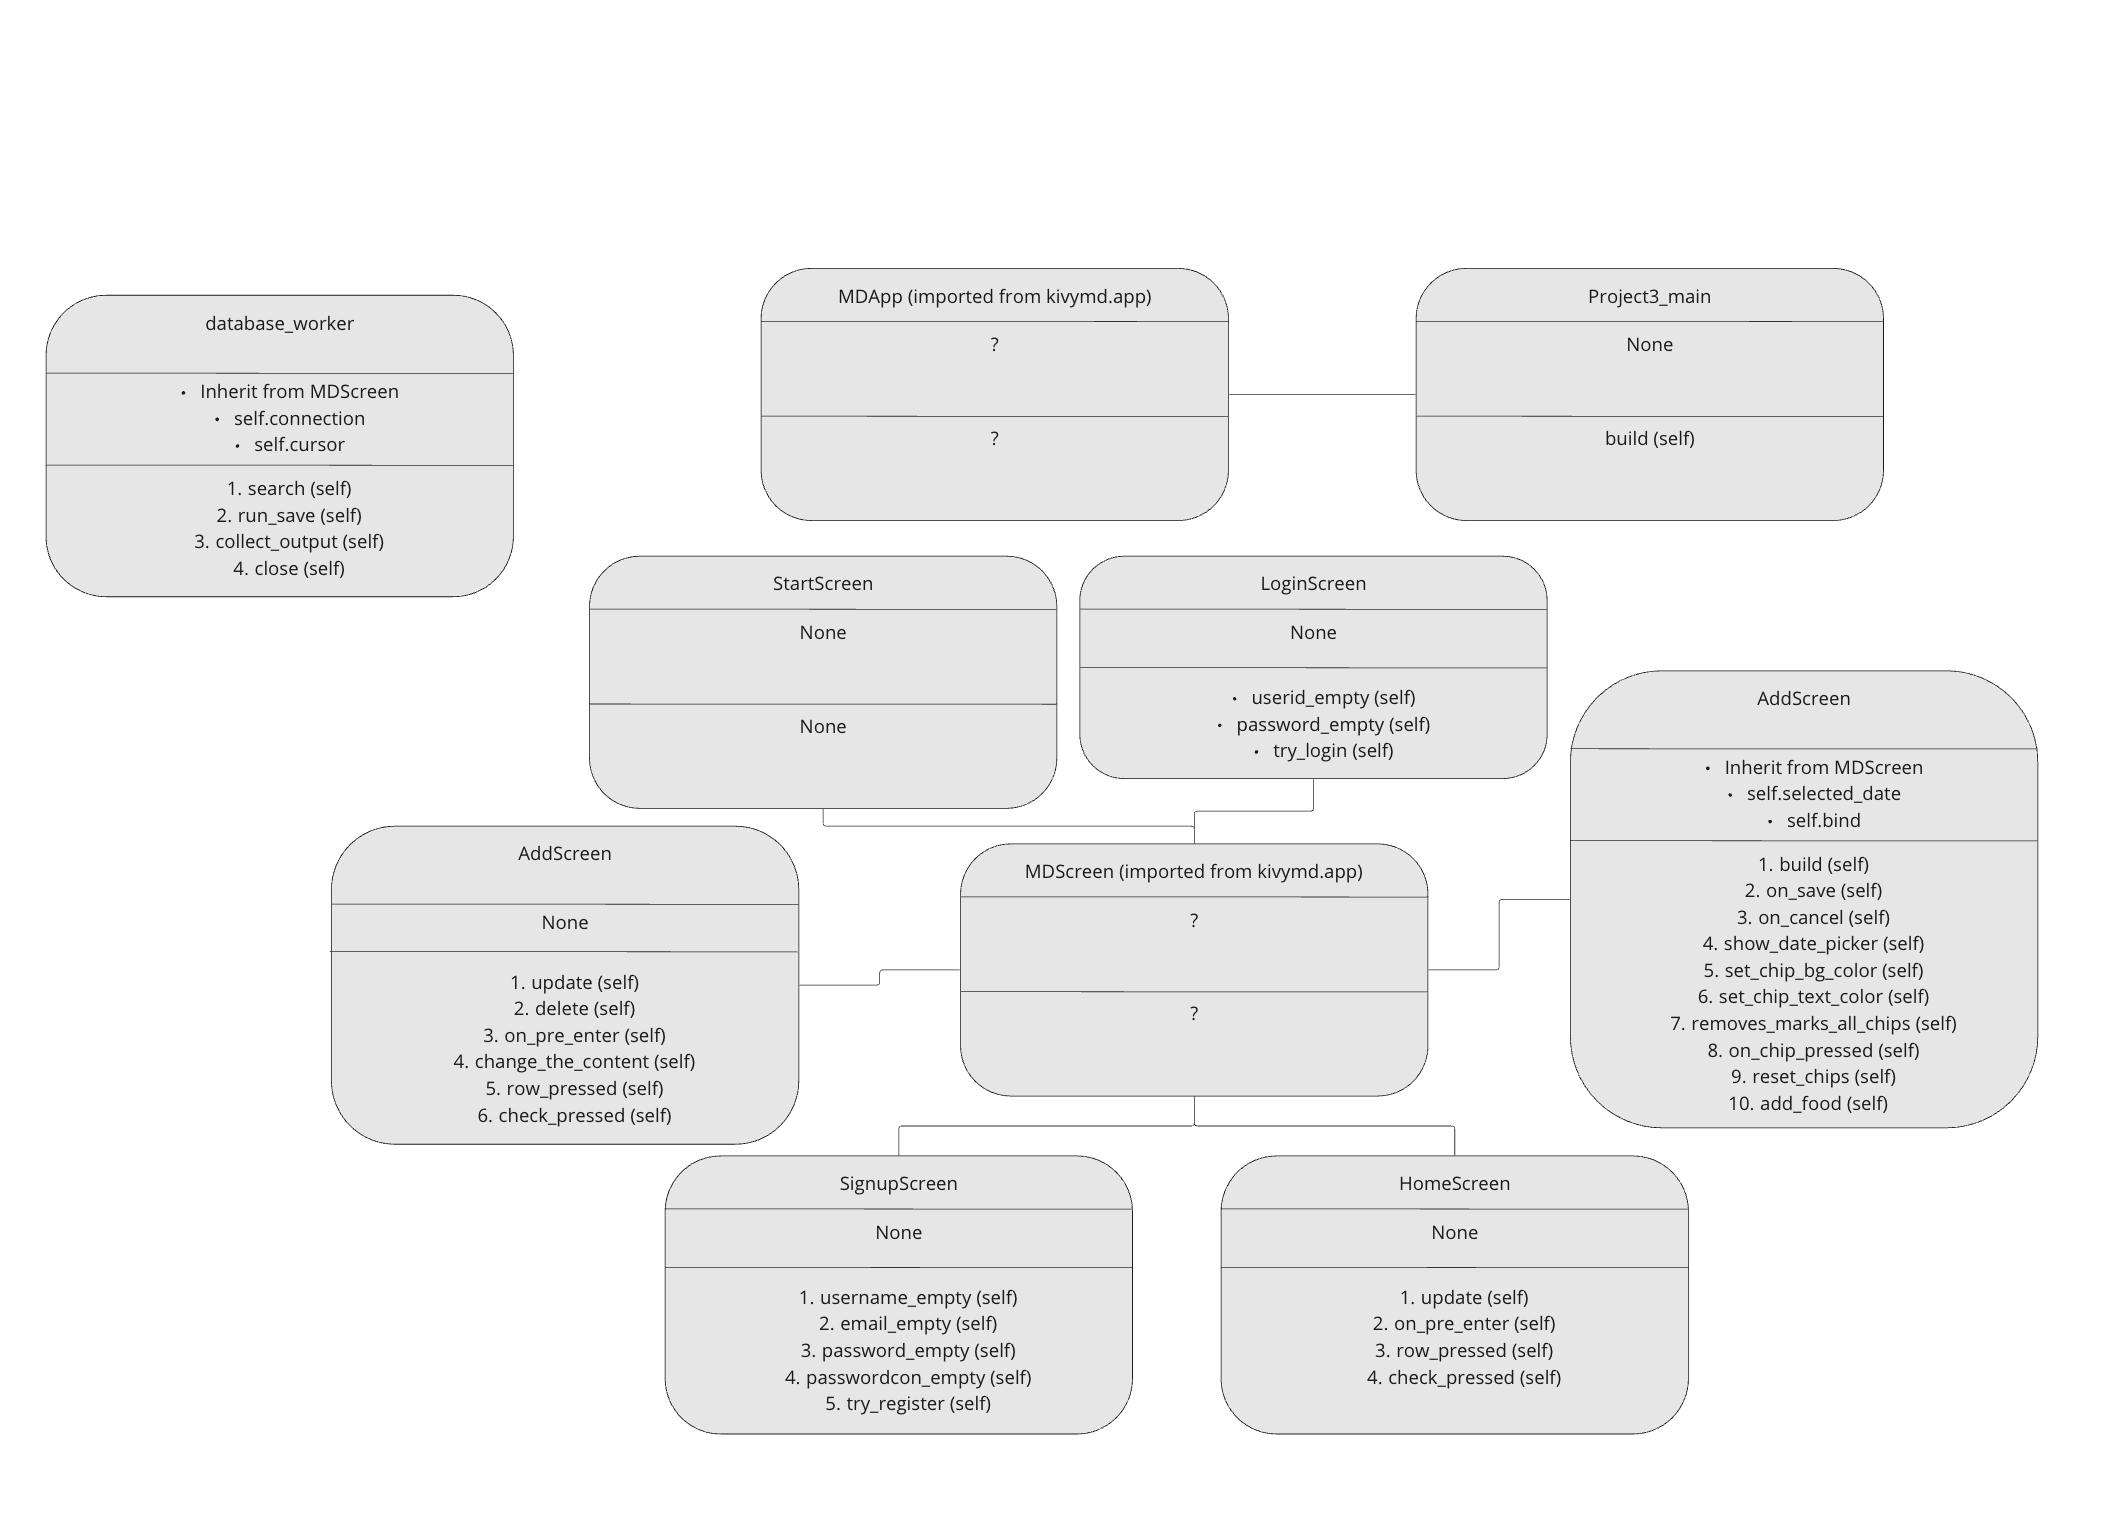 MDApp (imported from kivymd.app)
?
?
Project3_main
None
build (self)
database_worker
• Inherit from MDScreen
• self.connection
• self.cursor
1. search (self)
2. run_save (self)
3. collect_output (self)
4. close (self)
StartScreen
None
None
LoginScreen
None
• userid_empty (self)
• password_empty (self)
• try_login (self)
AddScreen
• Inherit from MDScreen
• self.selected_date
• self.bind
1. build (self)
2. on_save (self)
3. on_cancel (self)
4. show_date_picker (self)
5. set_chip_bg_color (self)
6. set_chip_text_color (self)
7. removes_marks_all_chips (self)
8. on_chip_pressed (self)
9. reset_chips (self)
10. add_food (self)
AddScreen
None
1. update (self)
2. delete (self)
3. on_pre_enter (self)
4. change_the_content (self)
5. row_pressed (self)
6. check_pressed (self)
MDScreen (imported from kivymd.app)
?
?
SignupScreen
None
1. username_empty (self)
2. email_empty (self)
3. password_empty (self)
4. passwordcon_empty (self)
5. try_register (self)
HomeScreen
None
1. update (self)
2. on_pre_enter (self)
3. row_pressed (self)
4. check_pressed (self)